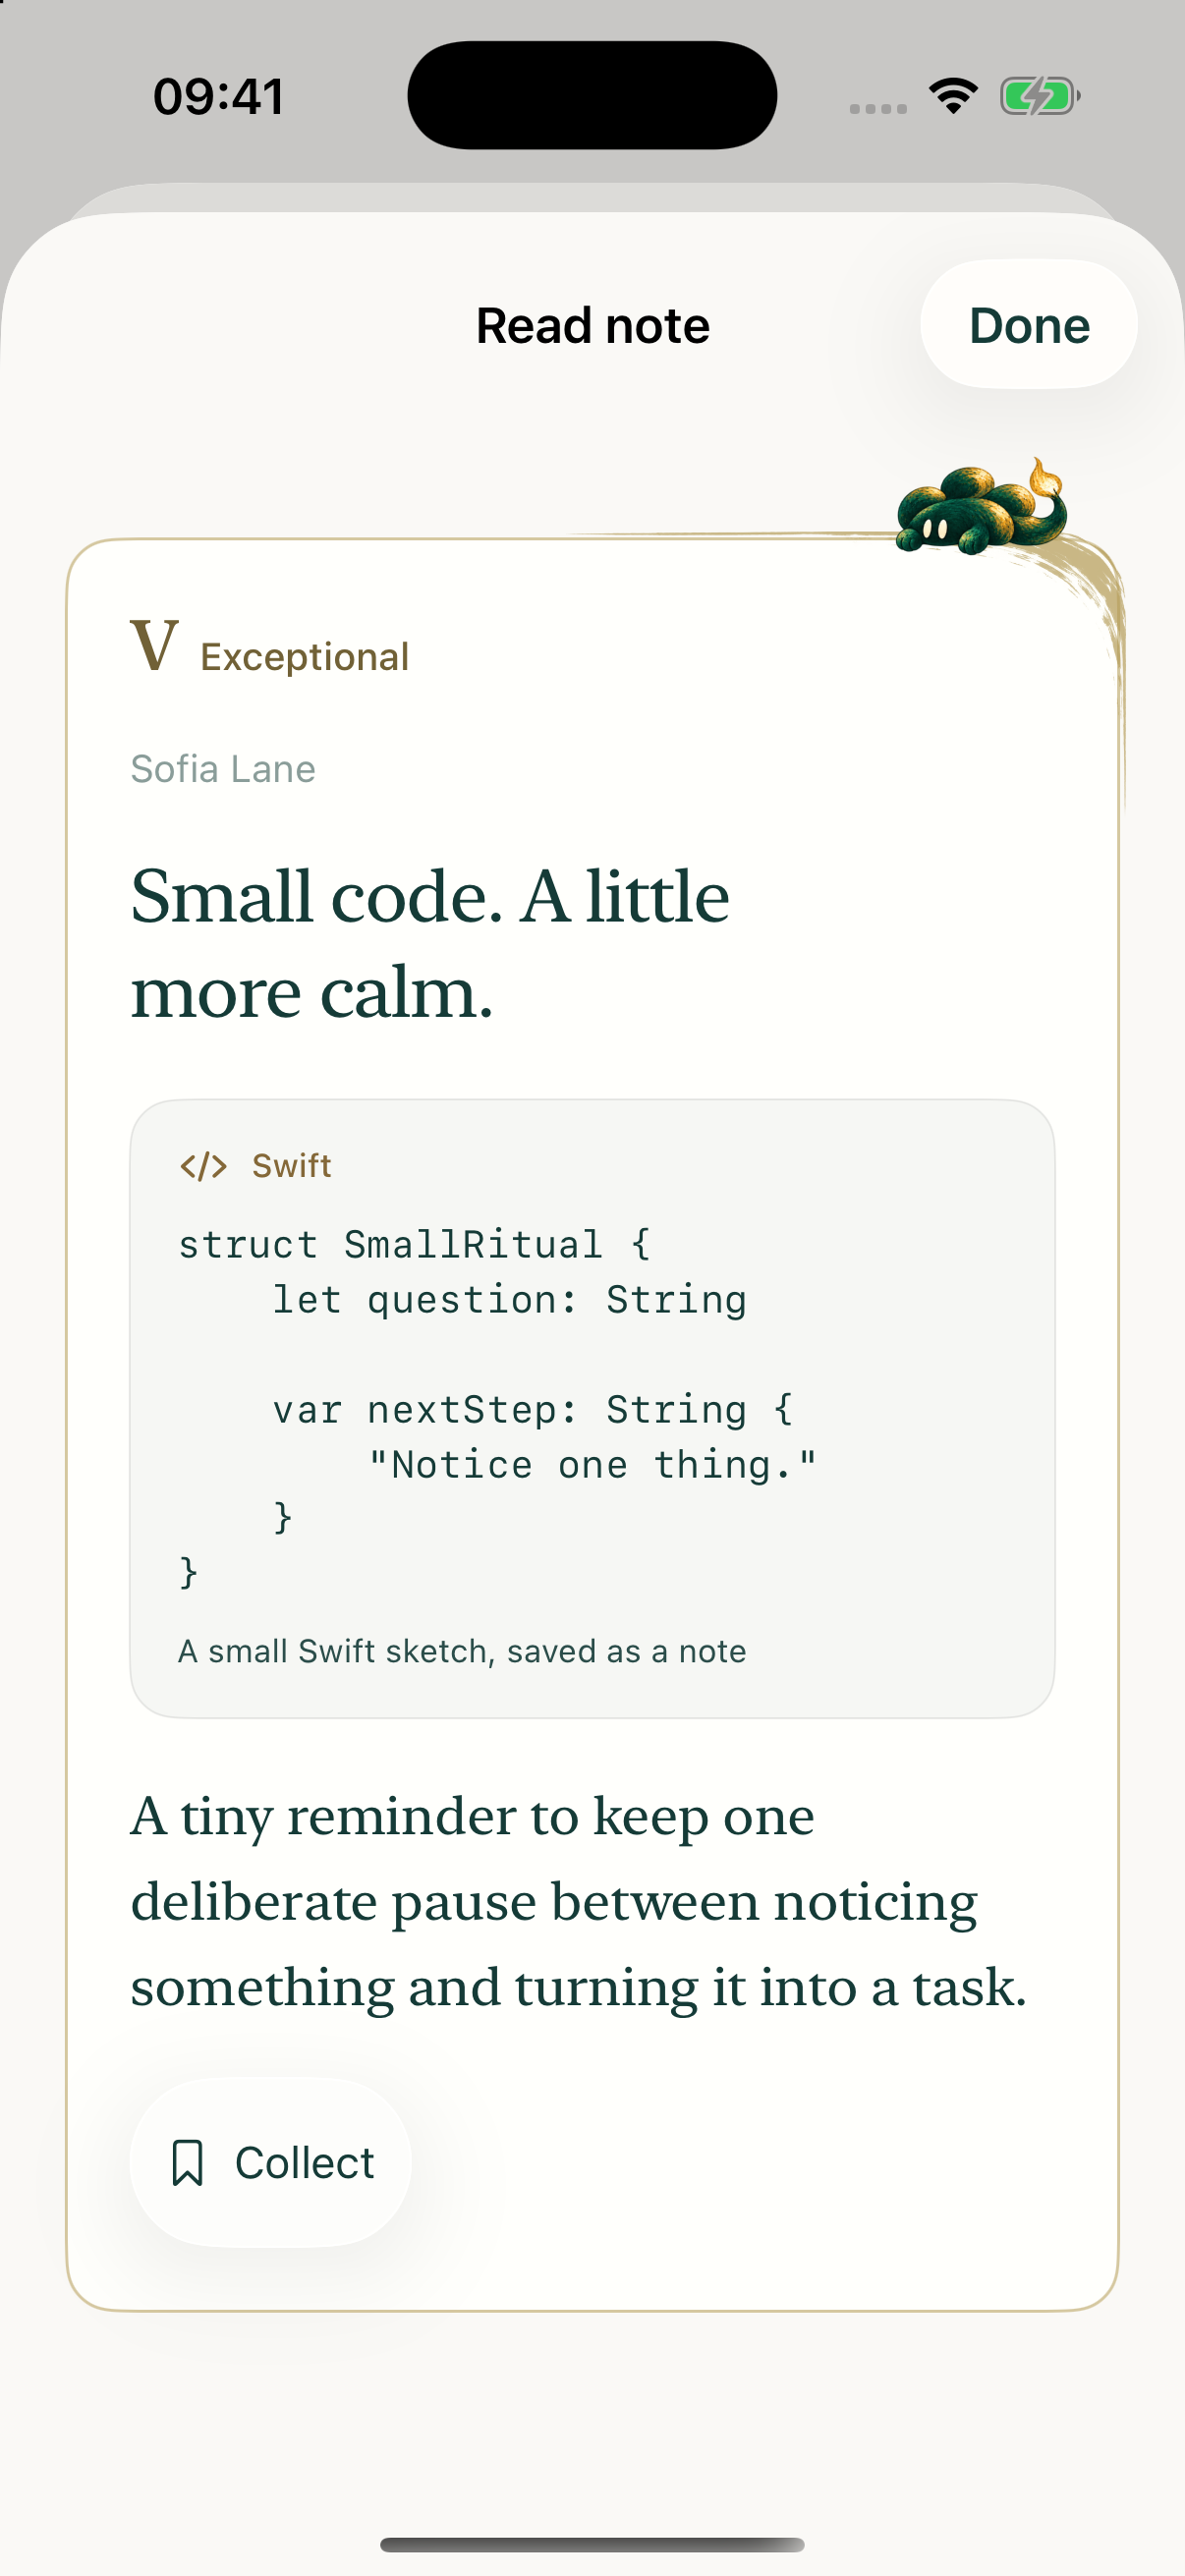 09:41
Read note
Done
V Exceptional
Sofia Lane
Small code. A little
more calm.
</> Swift
struct SmallRitual {
    let question: String

    var nextStep: String {
        "Notice one thing."
    }
}
A small Swift sketch, saved as a note
A tiny reminder to keep one
deliberate pause between noticing
something and turning it into a task.
Collect